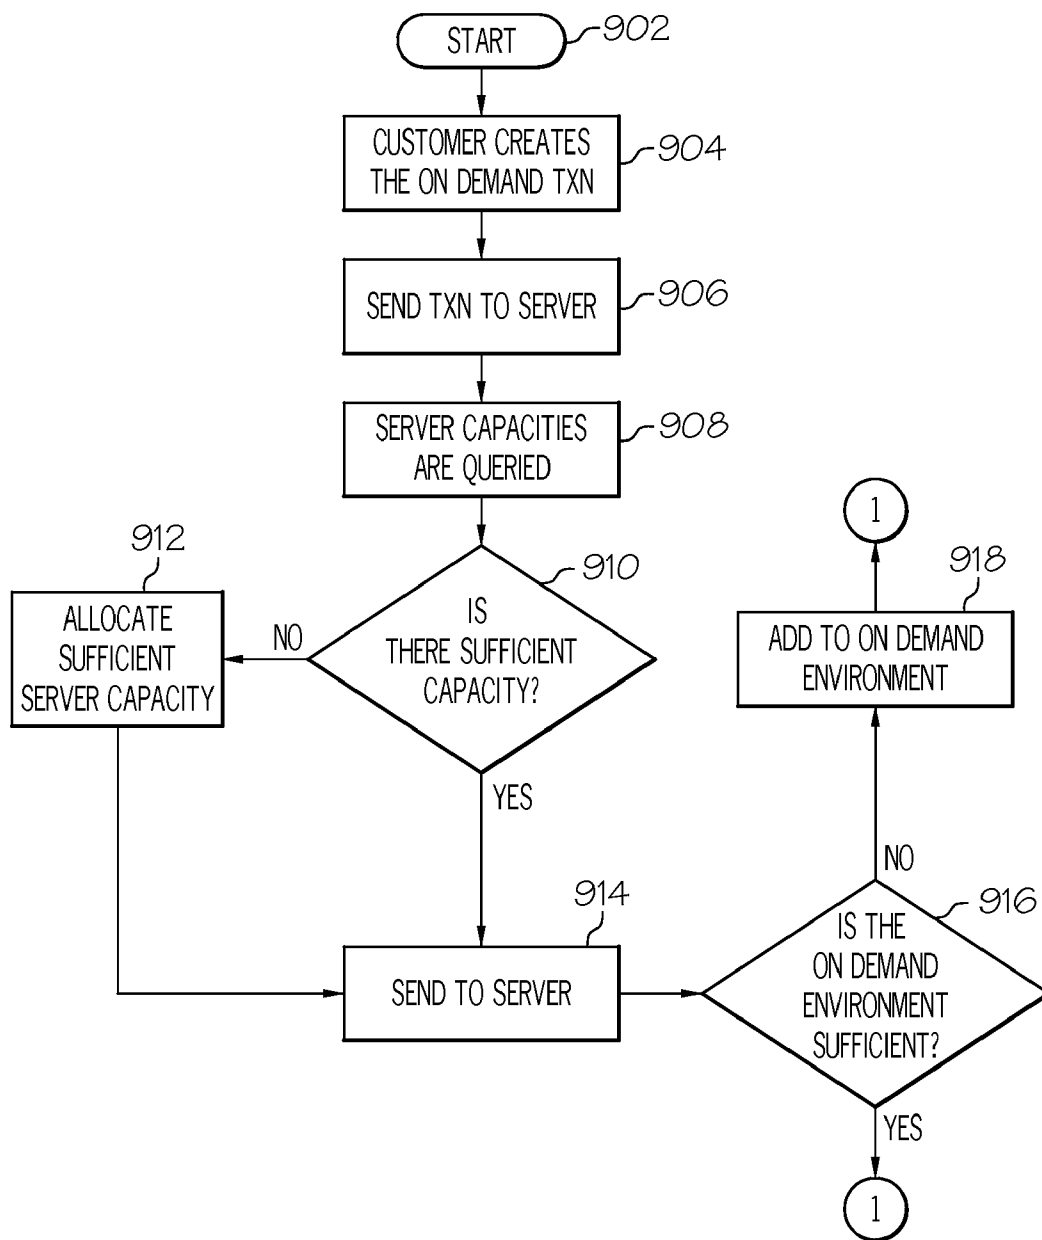 START
902
CUSTOMER CREATES
THE ON DEMAND TXN
904
SEND TXN TO SERVER
906
SERVER CAPACITIES
ARE QUERIED
908
1
912
910
918
ALLOCATE
SUFFICIENT
SERVER CAPACITY
NO
IS
THERE SUFFICIENT
CAPACITY?
ADD TO ON DEMAND
ENVIRONMENT
YES
NO
914
916
SEND TO SERVER
IS THE
ON DEMAND
ENVIRONMENT
SUFFICIENT?
YES
1